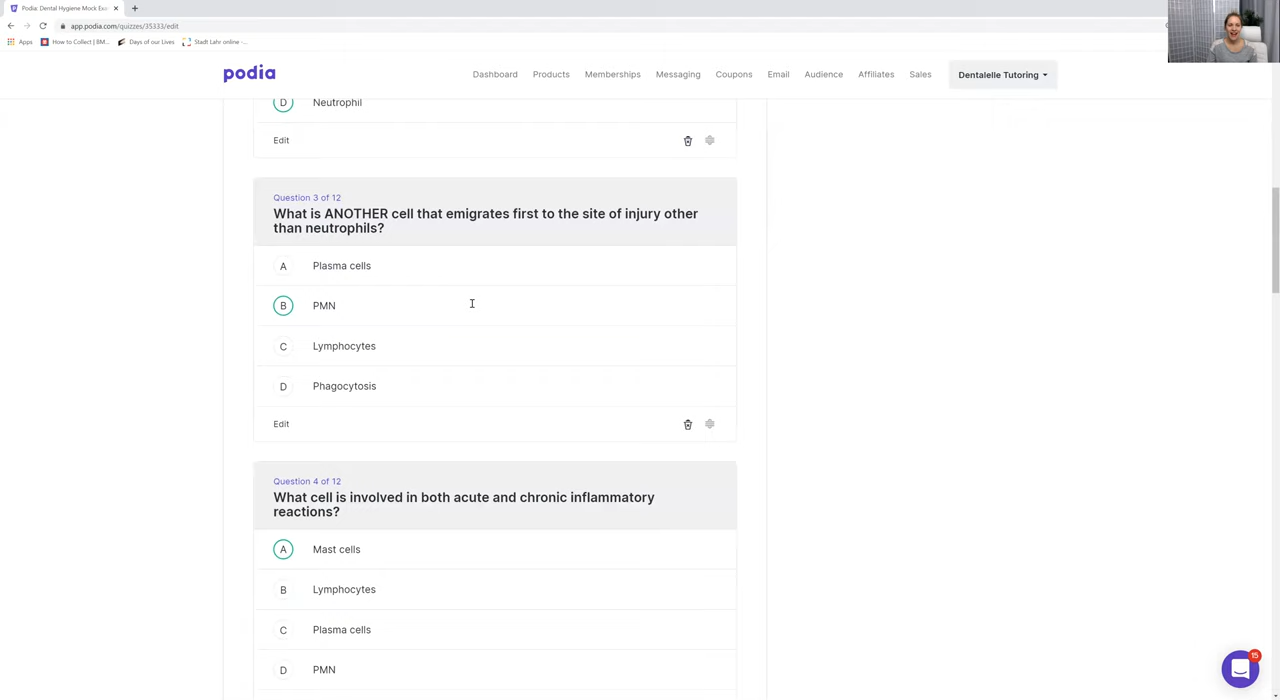 Podia: Dental Hygiene Mock Exa
app.podia.com/quizzes/35333/edit
Apps
How to Collect | BM...
Days of our Lives
Stadt Lahr online -...
podia
Dashboard
Products
Memberships
Messaging
Coupons
Email
Audience
Affiliates
Sales
Dentalelle Tutoring
D Neutrophil
Edit
Question 3 of 12
What is ANOTHER cell that emigrates first to the site of injury other
than neutrophils?
A Plasma cells
B PMN
C Lymphocytes
D Phagocytosis
Edit
Question 4 of 12
What cell is involved in both acute and chronic inflammatory
reactions?
A Mast cells
B Lymphocytes
C Plasma cells
D PMN
15